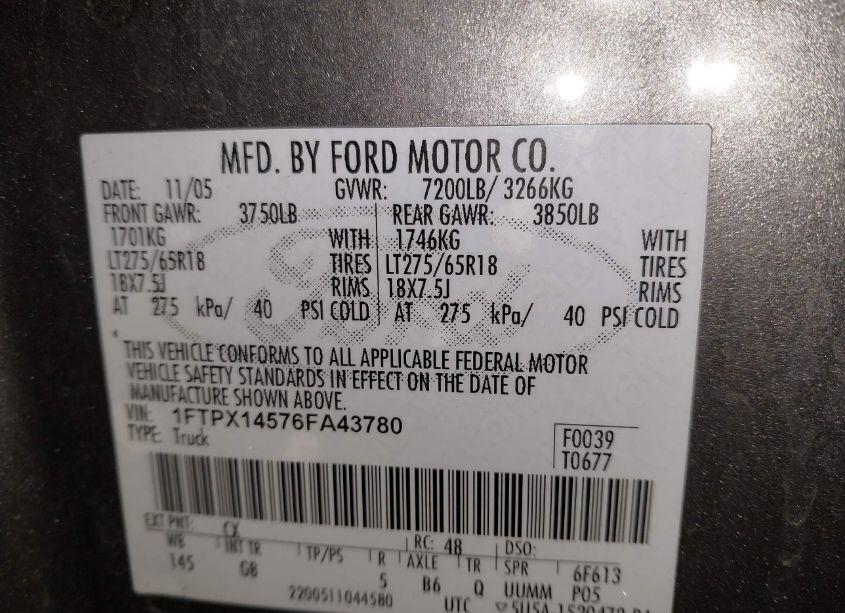 MFD. BY FORD MOTOR CO.
DATE: 11/05 GVWR: 7200LB/ 3266KG
FRONT GAWR: 3750LB REAR GAWR: 3850LB
1701KG WITH 1746KG WITH
LT275/65R18 TIRES LT275/65R18 TIRES
18X7.5J RIMS 18X7.5J RIMS
AT 275 kPa/ 40 PSI COLD AT 275 kPa/ 40 PSI COLD
THIS VEHICLE CONFORMS TO ALL APPLICABLE FEDERAL MOTOR
VEHICLE SAFETY STANDARDS IN EFFECT ON THE DATE OF
MANUFACTURE SHOWN ABOVE.
VIN: 1FTPX14576FA43780
TYPE: Truck
F0039
T0677
EXT PNT: CX RC: 48 DSO:
WB INT TR TP/PS R AXLE TR SPR 6F613
145 GB 5 B6 Q UUMM P05
2200511044580 UTC